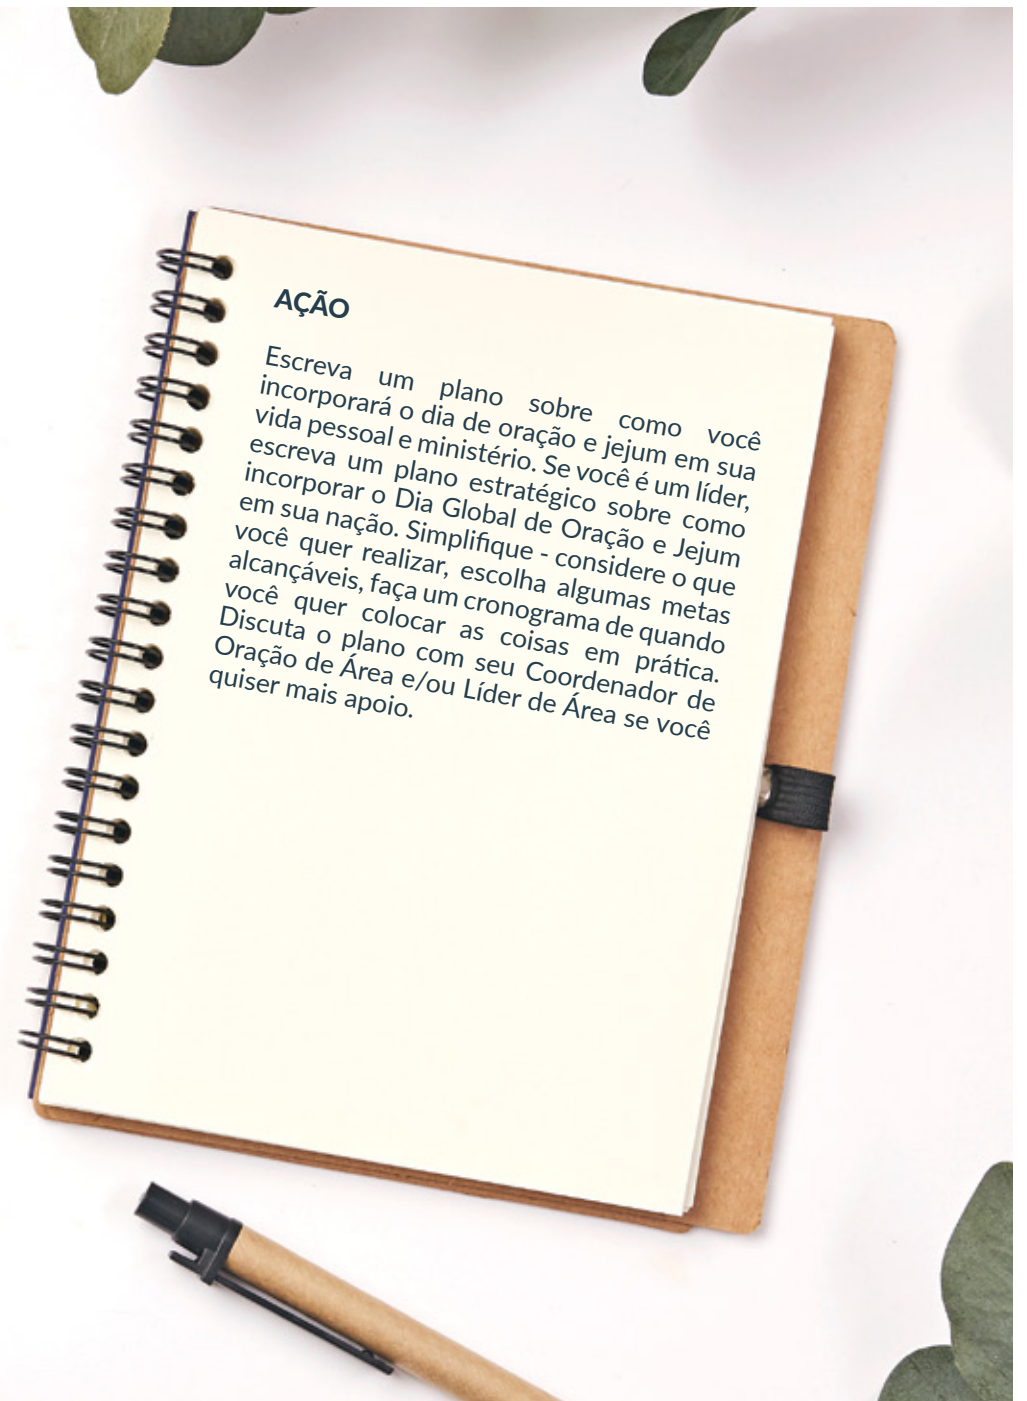 AÇÃO
Escreva um plano sobre como você
incorporará o dia de oração e jejum em sua
vida pessoal e ministério. Se você é um líder,
escreva um plano estratégico sobre como
incorporar o Dia Global de Oração e Jejum
em sua nação. Simplifique - considere o que
você quer realizar, escolha algumas metas
alcançáveis, faça um cronograma de quando
você quer colocar as coisas em prática.
Discuta o plano com seu Coordenador de
Oração de Área e/ou Líder de Área se você
quiser mais apoio.